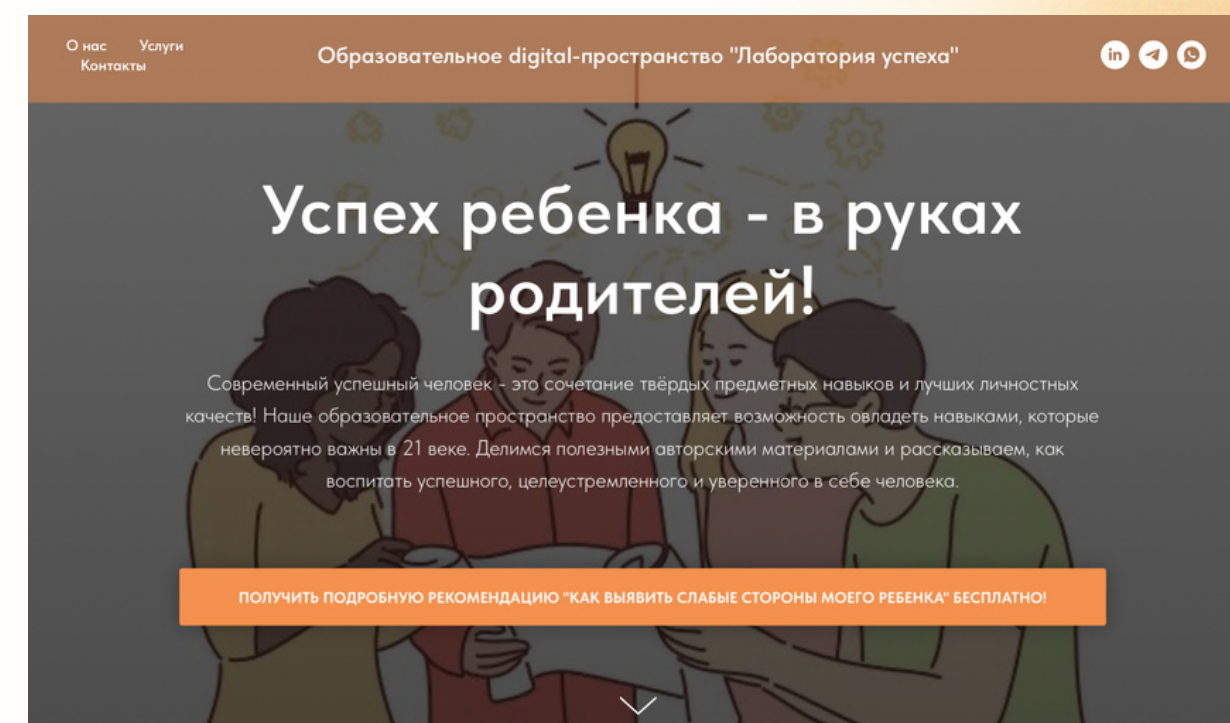 О нас Услуги
Контакты
Образовательное digital-пространство "Лаборатория успеха"
in
Успех ребенка - в руках
родителей!
Современный успешный человек - это сочетание твёрдых предметных навыков и лучших личностных
качеств! Наше образовательное пространство предоставляет возможность овладеть навыками, которые
невероятно важны в 21 веке. Делимся полезными авторскими материалами и рассказываем, как
воспитать успешного, целеустремленного и уверенного в себе человека.
ПОЛУЧИТЬ ПОДРОБНУЮ РЕКОМЕНДАЦИЮ "КАК ВЫЯВИТЬ СЛАБЫЕ СТОРОНЫ МОЕГО РЕБЕНКА" БЕСПЛАТНО!